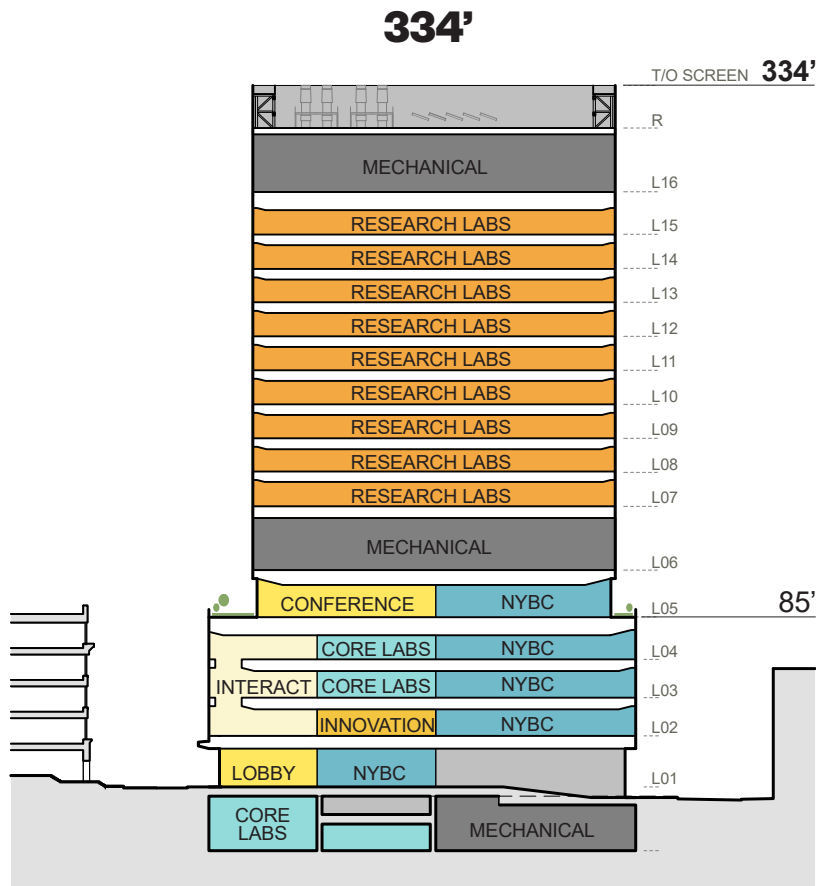 334'
T/O SCREEN 334'
R
MECHANICAL
L16
RESEARCH LABS
L15
RESEARCH LABS
L14
RESEARCH LABS
L13
RESEARCH LABS
L12
RESEARCH LABS
L11
RESEARCH LABS
L10
RESEARCH LABS
L09
RESEARCH LABS
L08
RESEARCH LABS
L07
MECHANICAL
L06
CONFERENCE NYBC
L05 85'
CORE LABS NYBC
L04
INTERACT CORE LABS NYBC
L03
INNOVATION NYBC
L02
LOBBY NYBC
L01
CORE
LABS
MECHANICAL